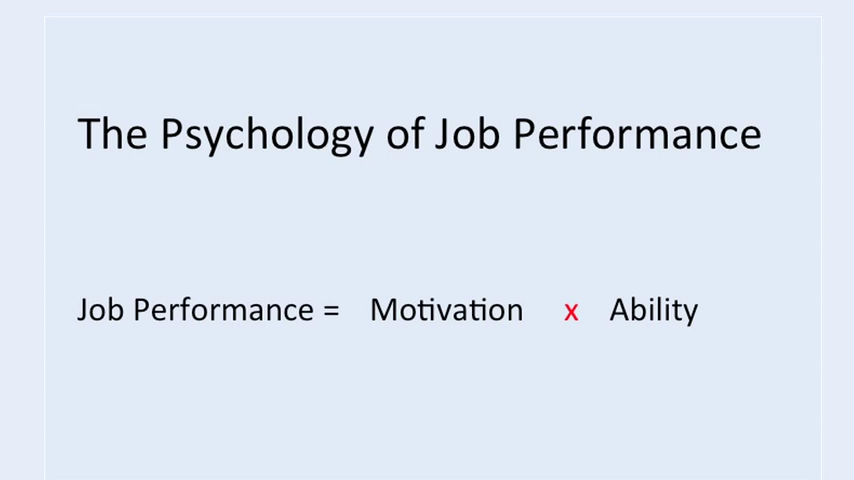 The Psychology of Job Performance
Job Performance = Motivation x Ability